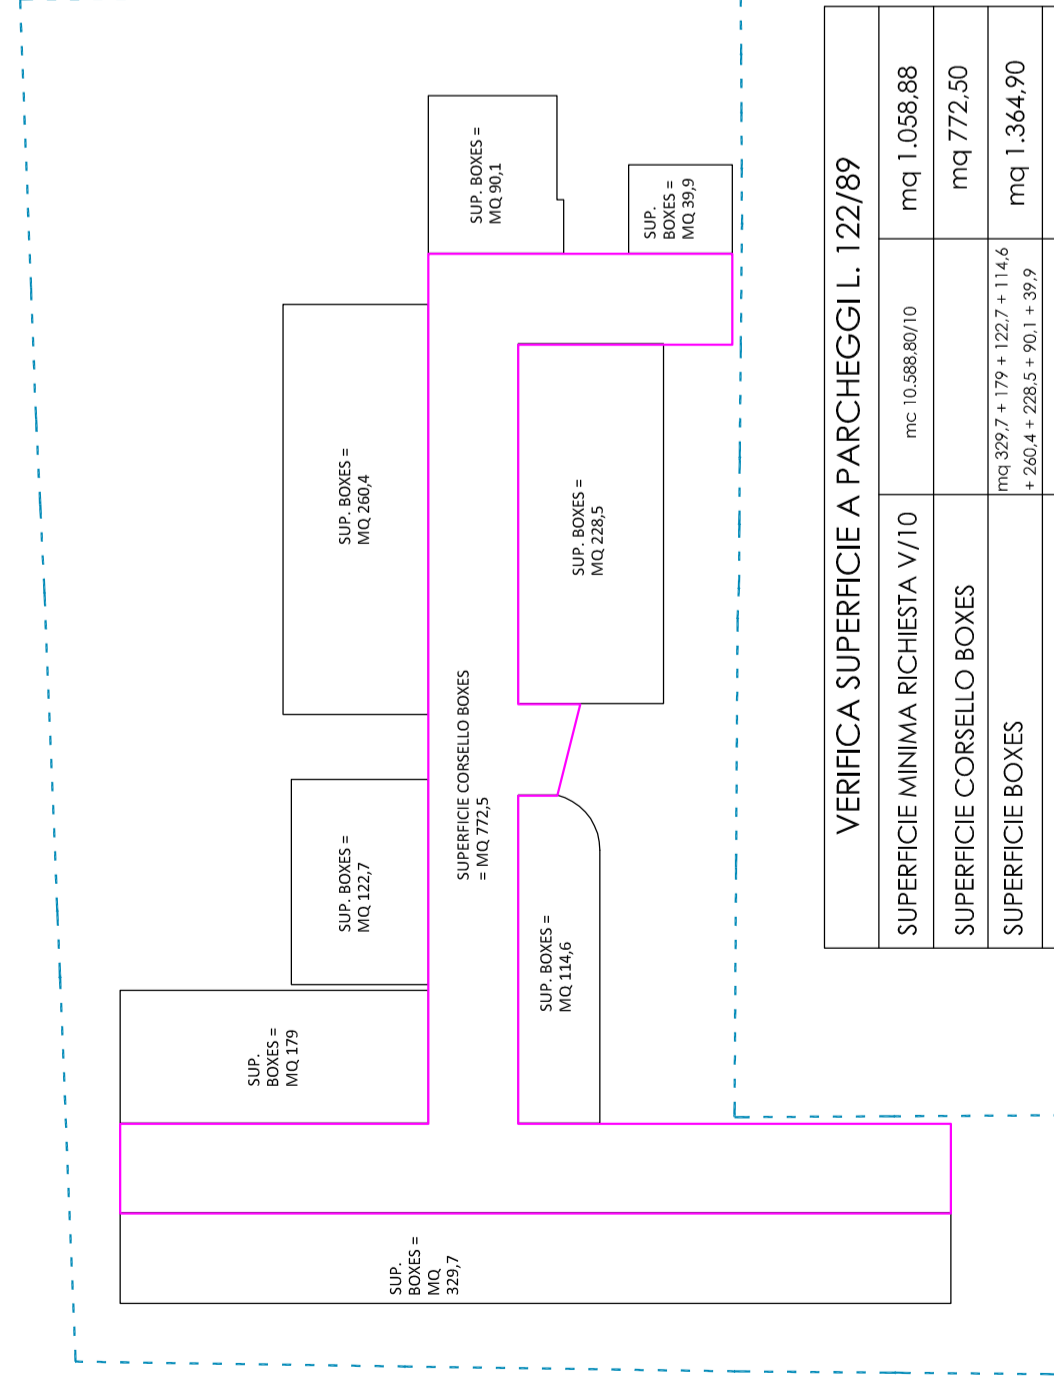 SUP. BOXES =
MQ 90,1
SUP.
BOXES =
MQ 39,9
SUP. BOXES =
MQ 260,4
SUP. BOXES =
MQ 228,5
SUPERFICIE CORSELLO BOXES
= MQ 772,5
SUP. BOXES =
MQ 122,7
SUP. BOXES =
MQ 114,6
SUP.
BOXES =
MQ 179
SUP.
BOXES =
MQ
329,7
VERIFICA SUPERFICIE A PARCHEGGI L. 122/89
SUPERFICIE MINIMA RICHIESTA V/10 mc 10.588,80/10 mq 1.058,88
SUPERFICIE CORSELLO BOXES mq 772,50
SUPERFICIE BOXES mq 329,7 + 179 + 122,7 + 114,6
+ 260,4 + 228,5 + 90,1 + 39,9 mq 1.364,90